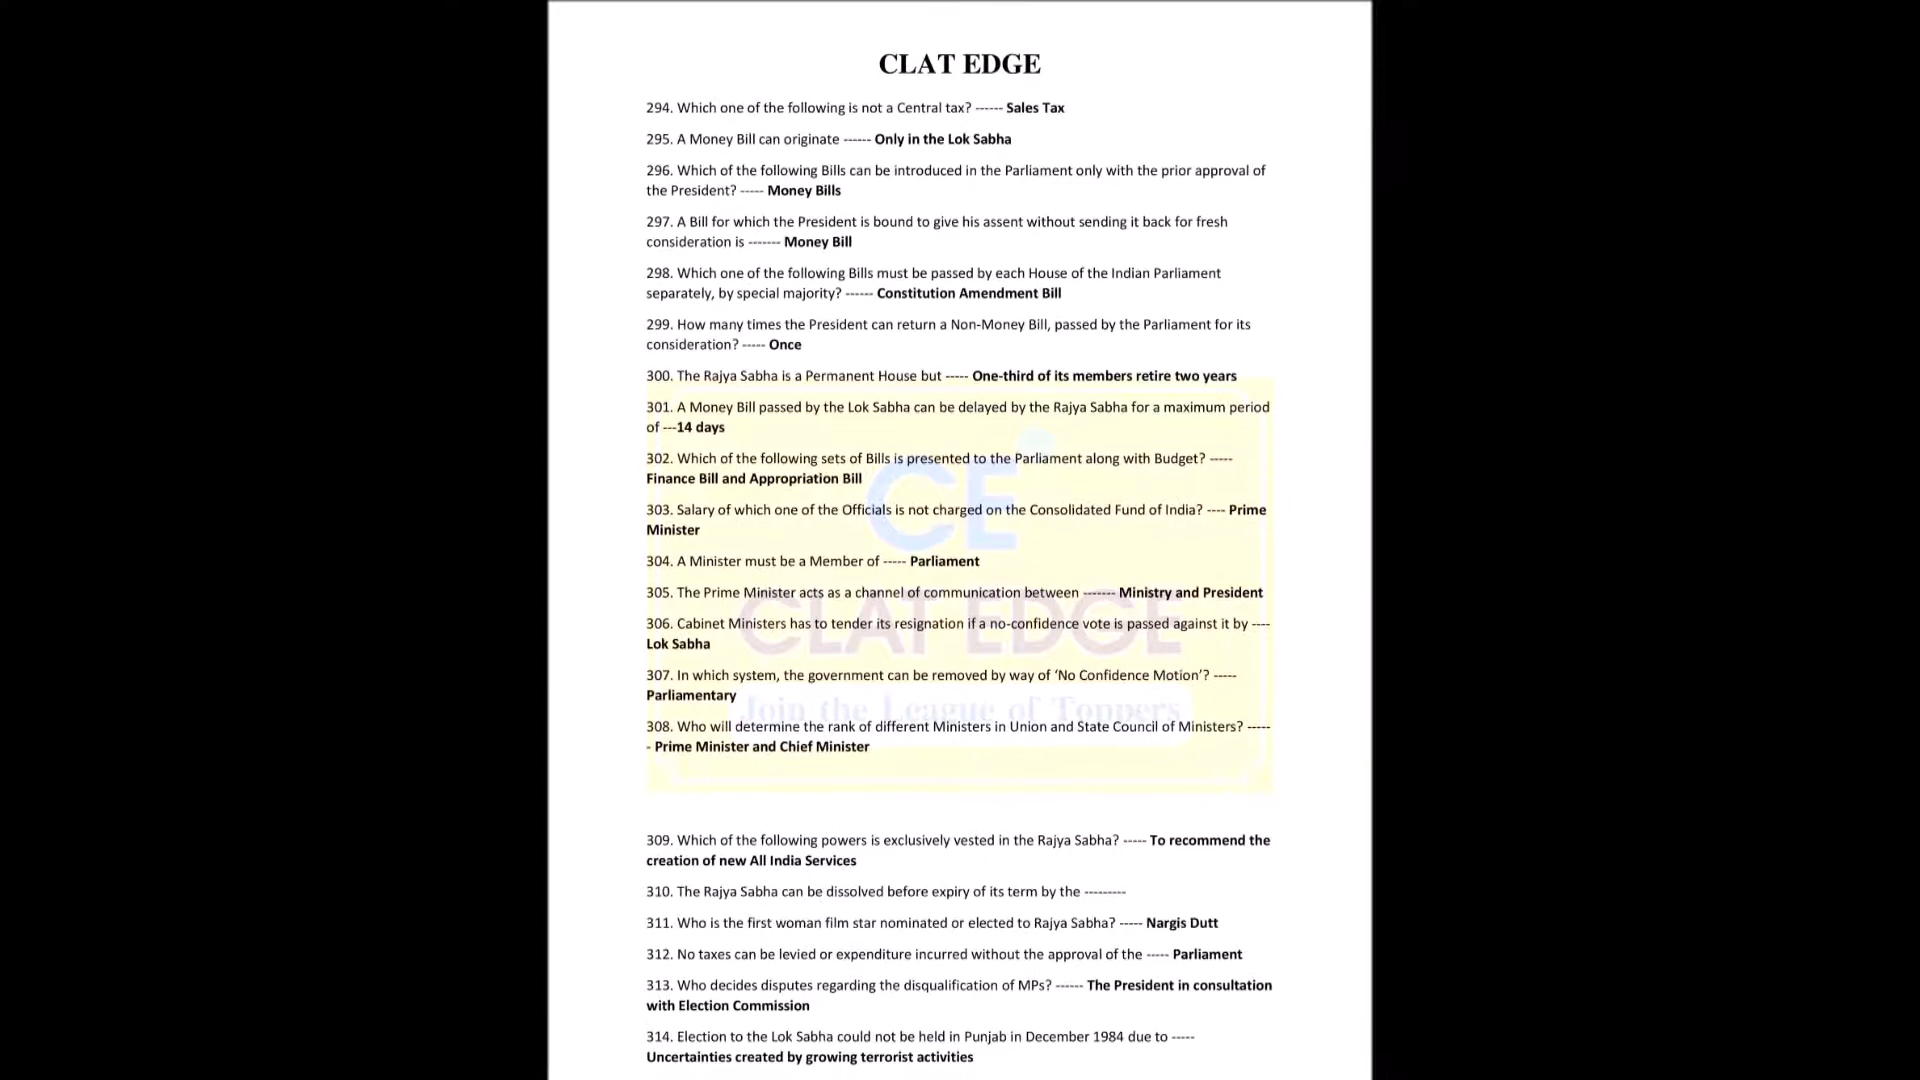 CLAT EDGE
294. Which one of the following is not a Central tax? ------ Sales Tax
295. A Money Bill can originate ------ Only in the Lok Sabha
296. Which of the following Bills can be introduced in the Parliament only with the prior approval of
the President? ----- Money Bills
297. A Bill for which the President is bound to give his assent without sending it back for fresh
consideration is ------- Money Bill
298. Which one of the following Bills must be passed by each House of the Indian Parliament
separately, by special majority? ------ Constitution Amendment Bill
299. How many times the President can return a Non-Money Bill, passed by the Parliament for its
consideration? ----- Once
300. The Rajya Sabha is a Permanent House but ----- One-third of its members retire two years
301. A Money Bill passed by the Lok Sabha can be delayed by the Rajya Sabha for a maximum period
of ---14 days
302. Which of the following sets of Bills is presented to the Parliament along with Budget? -----
Finance Bill and Appropriation Bill
CE
303. Salary of which one of the Officials is not charged on the Consolidated Fund of India? ---- Prime
Minister
304. A Minister must be a Member of ----- Parliament
305. The Prime Minister acts as a channel of communication between ------- Ministry and President
CLAT EDGE
306. Cabinet Ministers has to tender its resignation if a no-confidence vote is passed against it by ----
Lok Sabha
307. In which system, the government can be removed by way of ‘No Confidence Motion’? -----
Parliamentary
Join the League of Toppers
308. Who will determine the rank of different Ministers in Union and State Council of Ministers? -----
- Prime Minister and Chief Minister
309. Which of the following powers is exclusively vested in the Rajya Sabha? ----- To recommend the
creation of new All India Services
310. The Rajya Sabha can be dissolved before expiry of its term by the ---------
311. Who is the first woman film star nominated or elected to Rajya Sabha? ----- Nargis Dutt
312. No taxes can be levied or expenditure incurred without the approval of the ----- Parliament
313. Who decides disputes regarding the disqualification of MPs? ------ The President in consultation
with Election Commission
314. Election to the Lok Sabha could not be held in Punjab in December 1984 due to -----
Uncertainties created by growing terrorist activities